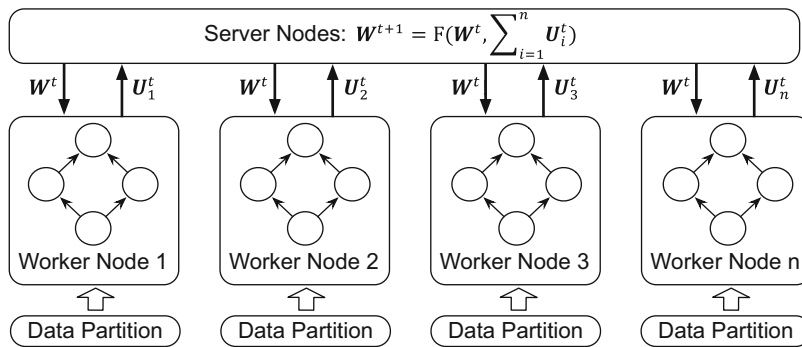 Server Nodes: W^{t+1} = F(W^t, ∑_{i=1}^{n} U_i^t)
W^t U_1^t W^t U_2^t W^t U_3^t W^t U_n^t
Worker Node 1 Worker Node 2 Worker Node 3 Worker Node n
Data Partition Data Partition Data Partition Data Partition